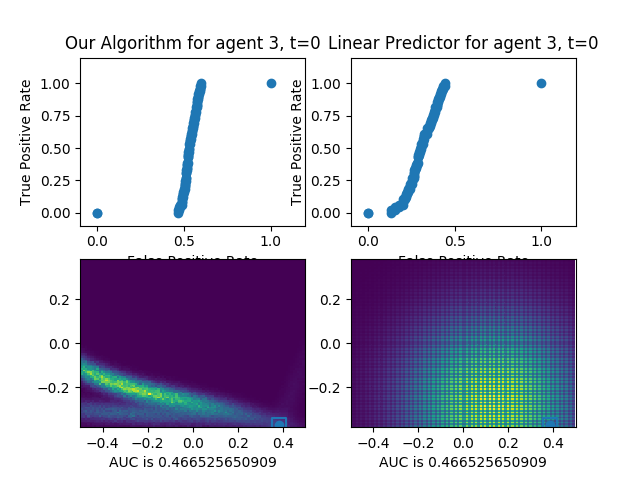 Our Algorithm for agent 3, t=0 Linear Predictor for agent 3, t=0
True Positive Rate
1.00
0.75
0.50
0.25
0.00
0.0 0.5 1.0
False Positive Rate
True Positive Rate
1.00
0.75
0.50
0.25
0.00
0.0 0.5 1.0
False Positive Rate
0.2
0.0
−0.2
−0.4 −0.2 0.0 0.2 0.4
AUC is 0.466525650909
0.2
0.0
−0.2
−0.4 −0.2 0.0 0.2 0.4
AUC is 0.466525650909